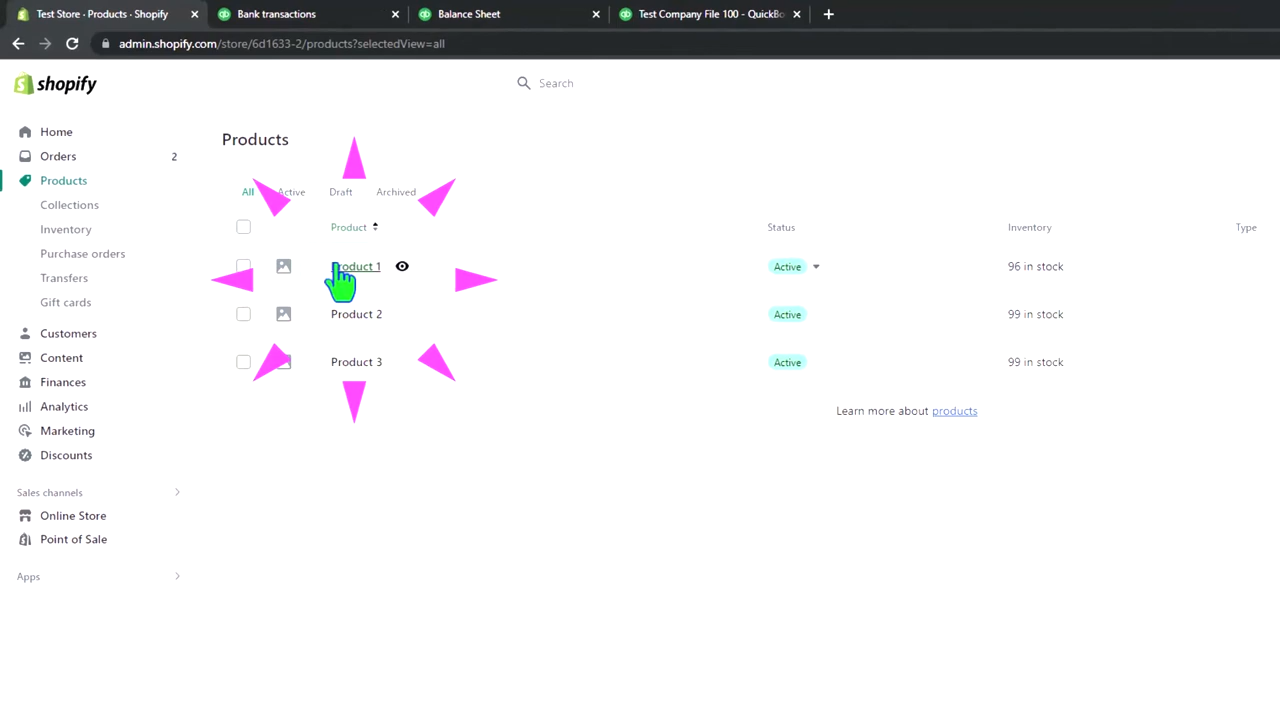 Test Store · Products · Shopify
Bank transactions
Balance Sheet
Test Company File 100 - QuickBo
admin.shopify.com/store/6d1633-2/products?selectedView=all
shopify
Search
Home
Orders 2
Products
Collections
Inventory
Purchase orders
Transfers
Gift cards
Customers
Content
Finances
Analytics
Marketing
Discounts
Sales channels
Online Store
Point of Sale
Apps
Products
All Active Draft Archived
Product Status Inventory Type
Product 1 Active 96 in stock
Product 2 Active 99 in stock
Product 3 Active 99 in stock
Learn more about products